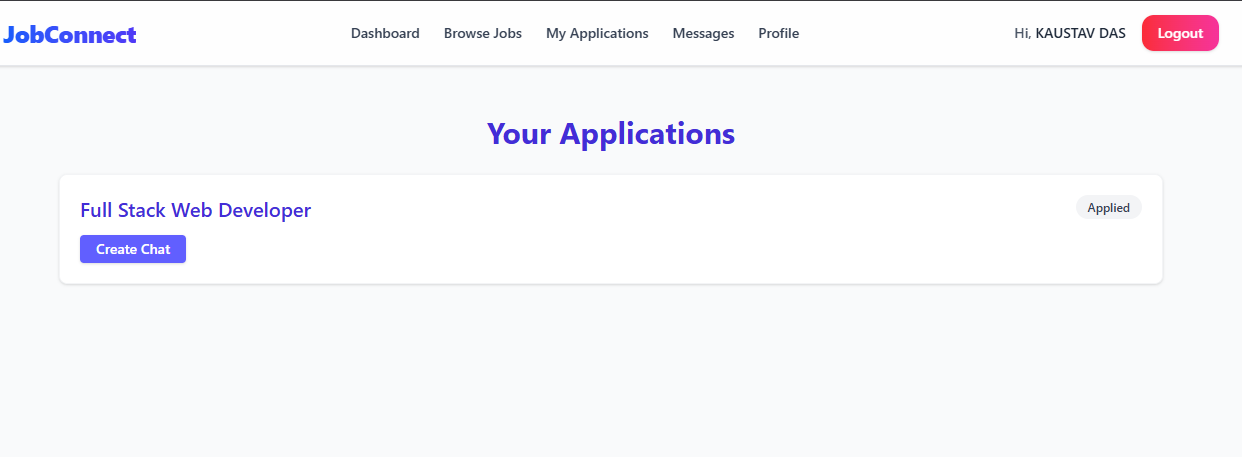 JobConnect Dashboard Browse Jobs My Applications Messages Profile Hi, KAUSTAV DAS Logout
Your Applications
Full Stack Web Developer Applied
Create Chat